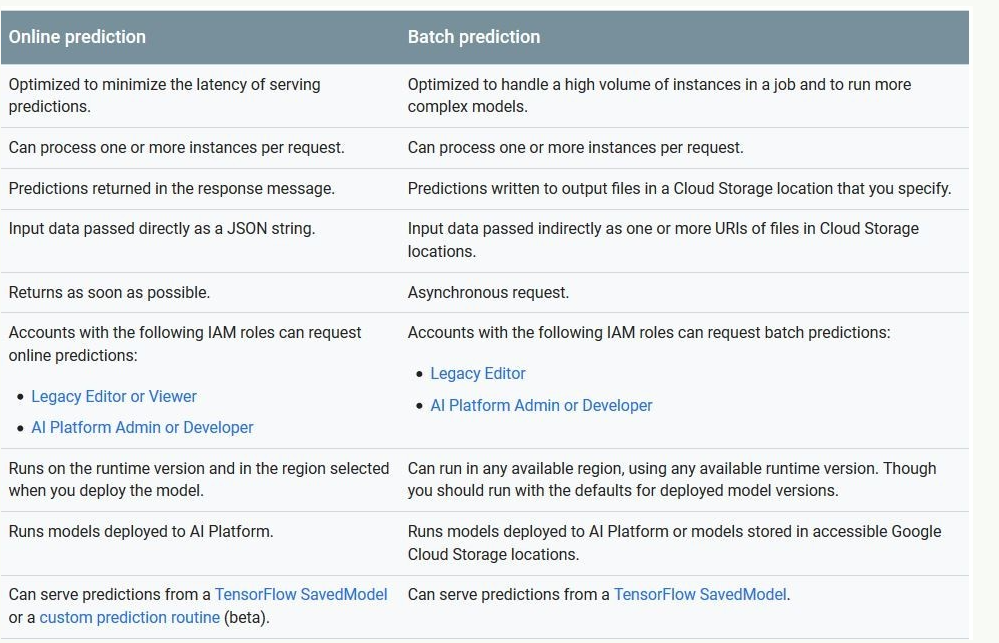 Online prediction
Batch prediction
Optimized to minimize the latency of serving
predictions.
Optimized to handle a high volume of instances in a job and to run more
complex models.
Can process one or more instances per request.
Can process one or more instances per request.
Predictions returned in the response message.
Predictions written to output files in a Cloud Storage location that you specify.
Input data passed directly as a JSON string.
Input data passed indirectly as one or more URIs of files in Cloud Storage
locations.
Returns as soon as possible.
Asynchronous request.
Accounts with the following IAM roles can request
online predictions:
• Legacy Editor or Viewer
• AI Platform Admin or Developer
Accounts with the following IAM roles can request batch predictions:
• Legacy Editor
• AI Platform Admin or Developer
Runs on the runtime version and in the region selected
when you deploy the model.
Can run in any available region, using any available runtime version. Though
you should run with the defaults for deployed model versions.
Runs models deployed to AI Platform.
Runs models deployed to AI Platform or models stored in accessible Google
Cloud Storage locations.
Can serve predictions from a TensorFlow SavedModel
or a custom prediction routine (beta).
Can serve predictions from a TensorFlow SavedModel.